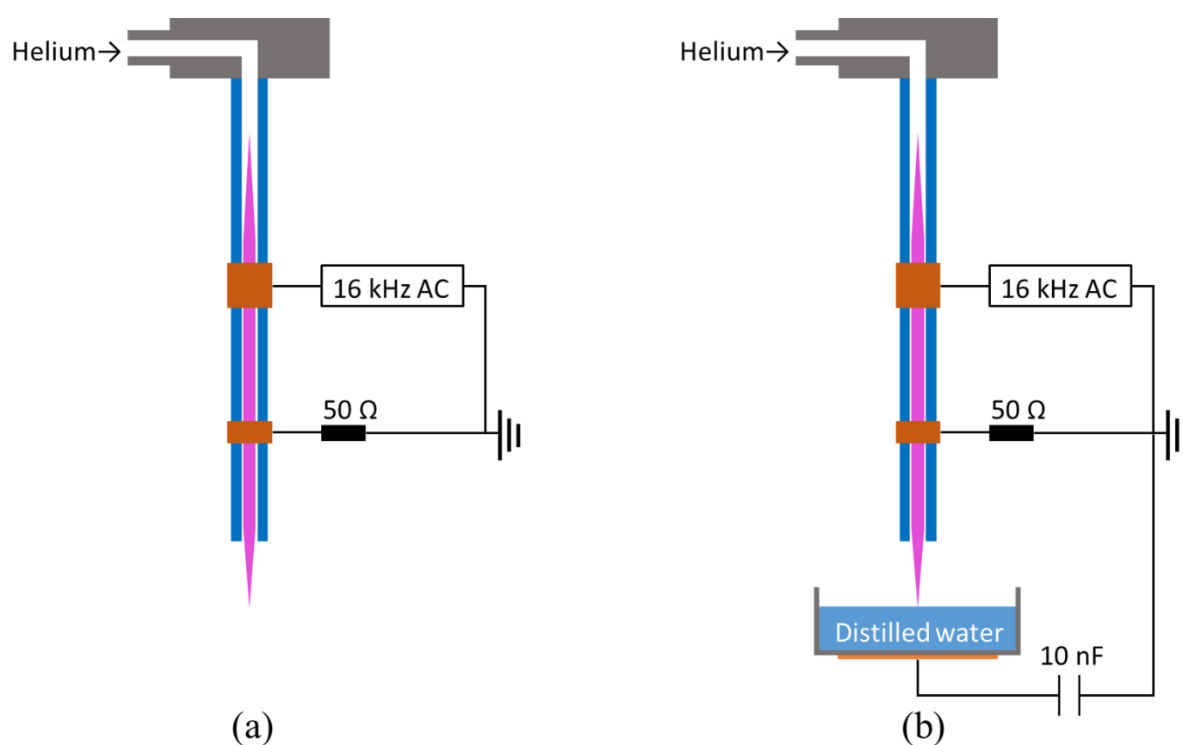 Helium→
16 kHz AC
50 Ω
(a)
Helium→
16 kHz AC
50 Ω
Distilled water
10 nF
(b)